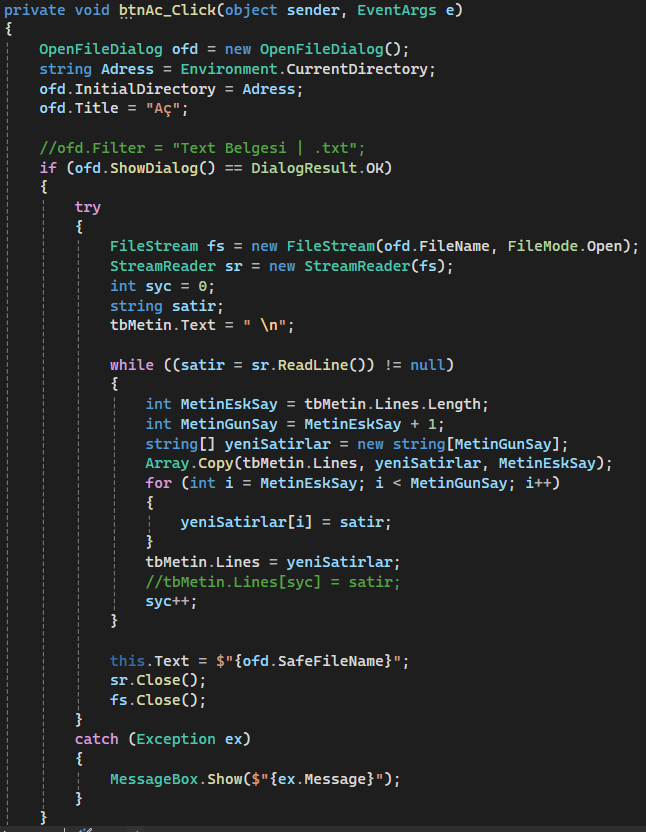 private void btnAc_Click(object sender, EventArgs e)
{
OpenFileDialog ofd = new OpenFileDialog();
string Adress = Environment.CurrentDirectory;
ofd.InitialDirectory = Adress;
ofd.Title = "Aç";
//ofd.Filter = "Text Belgesi | .txt";
if (ofd.ShowDialog() == DialogResult.OK)
{
try
{
FileStream fs = new FileStream(ofd.FileName, FileMode.Open);
StreamReader sr = new StreamReader(fs);
int syc = 0;
string satir;
tbMetin.Text = " \n";
while ((satir = sr.ReadLine()) != null)
{
int MetinEskSay = tbMetin.Lines.Length;
int MetinGunSay = MetinEskSay + 1;
string[] yeniSatirlar = new string[MetinGunSay];
Array.Copy(tbMetin.Lines, yeniSatirlar, MetinEskSay);
for (int i = MetinEskSay; i < MetinGunSay; i++)
{
yeniSatirlar[i] = satir;
}
tbMetin.Lines = yeniSatirlar;
//tbMetin.Lines[syc] = satir;
syc++;
}
this.Text = $"{ofd.SafeFileName}";
sr.Close();
fs.Close();
}
catch (Exception ex)
{
MessageBox.Show($"{ex.Message}");
}
}